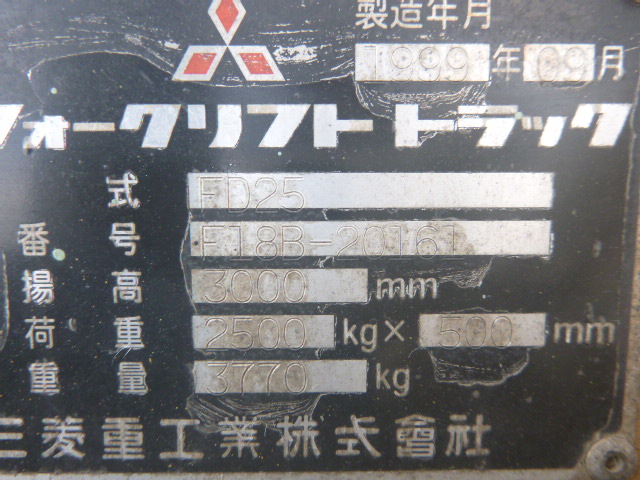 製造年月
1999年09月
フォークリフトトラック
式 FD25
番号 F18B-20161
揚高 3000 mm
荷重 2500 kg× 500 mm
重量 3770 kg
三菱重工業株式會社